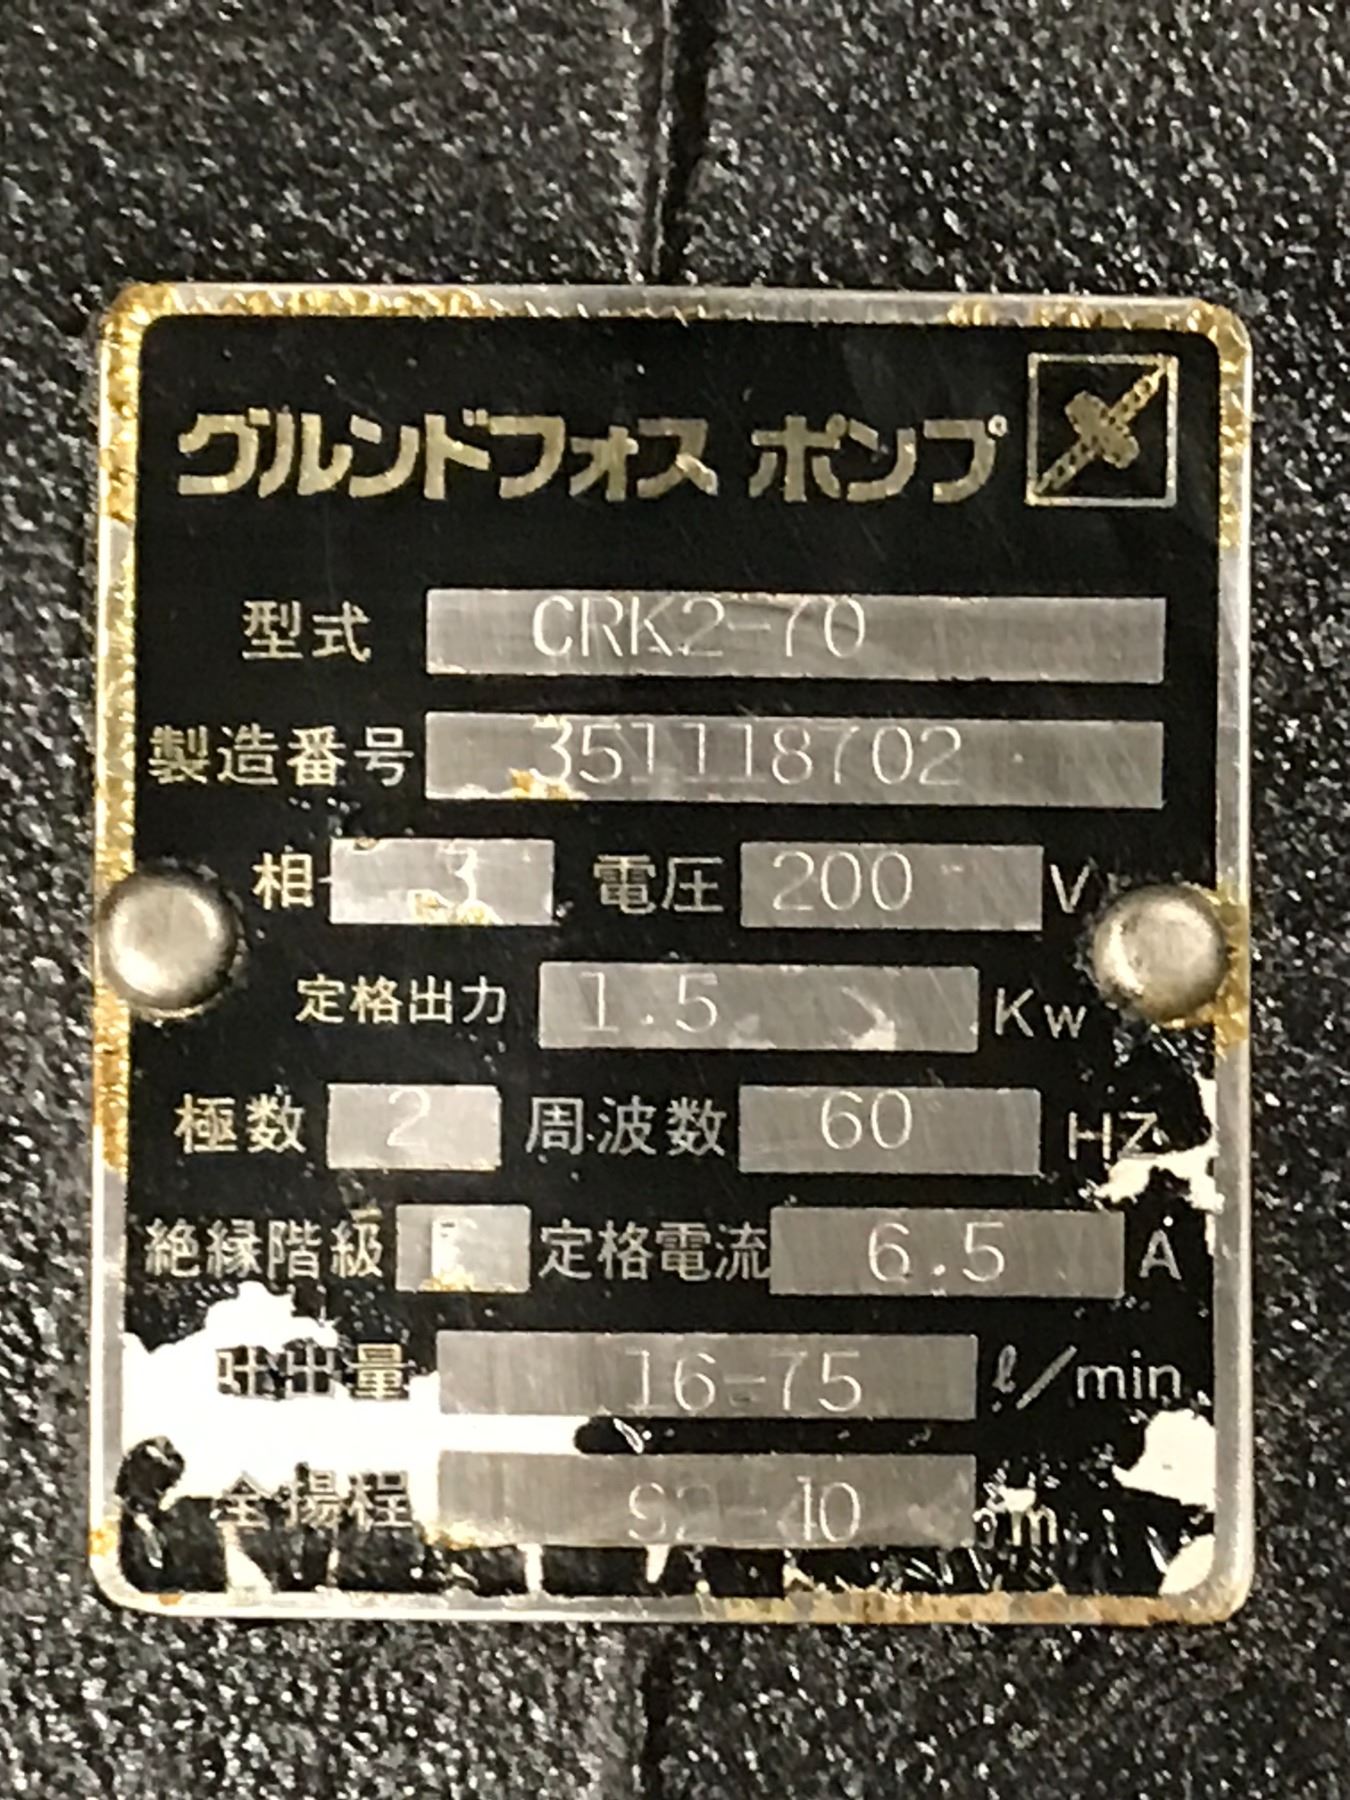 グルンドフォス ポンプ
型式 CRK2-70
製造番号 351118702
相 3 電圧 200 V
定格出力 1.5 Kw
極数 2 周波数 60 HZ
絶縁階級 定格電流 6.5 A
吐出量 16-75 ℓ/min
全揚程 m